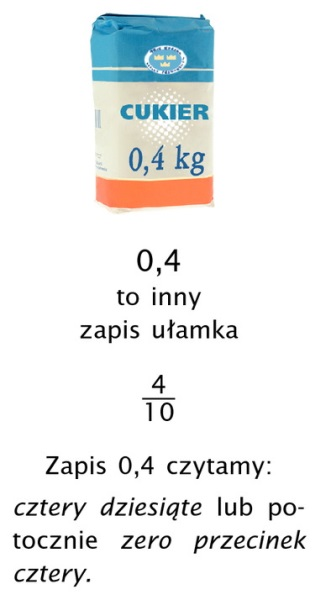 CUKIER
0,4 kg
0,4
to inny
zapis ułamka
4
10
Zapis 0,4 czytamy:
cztery dziesiąte lub po-
tocznie zero przecinek
cztery.